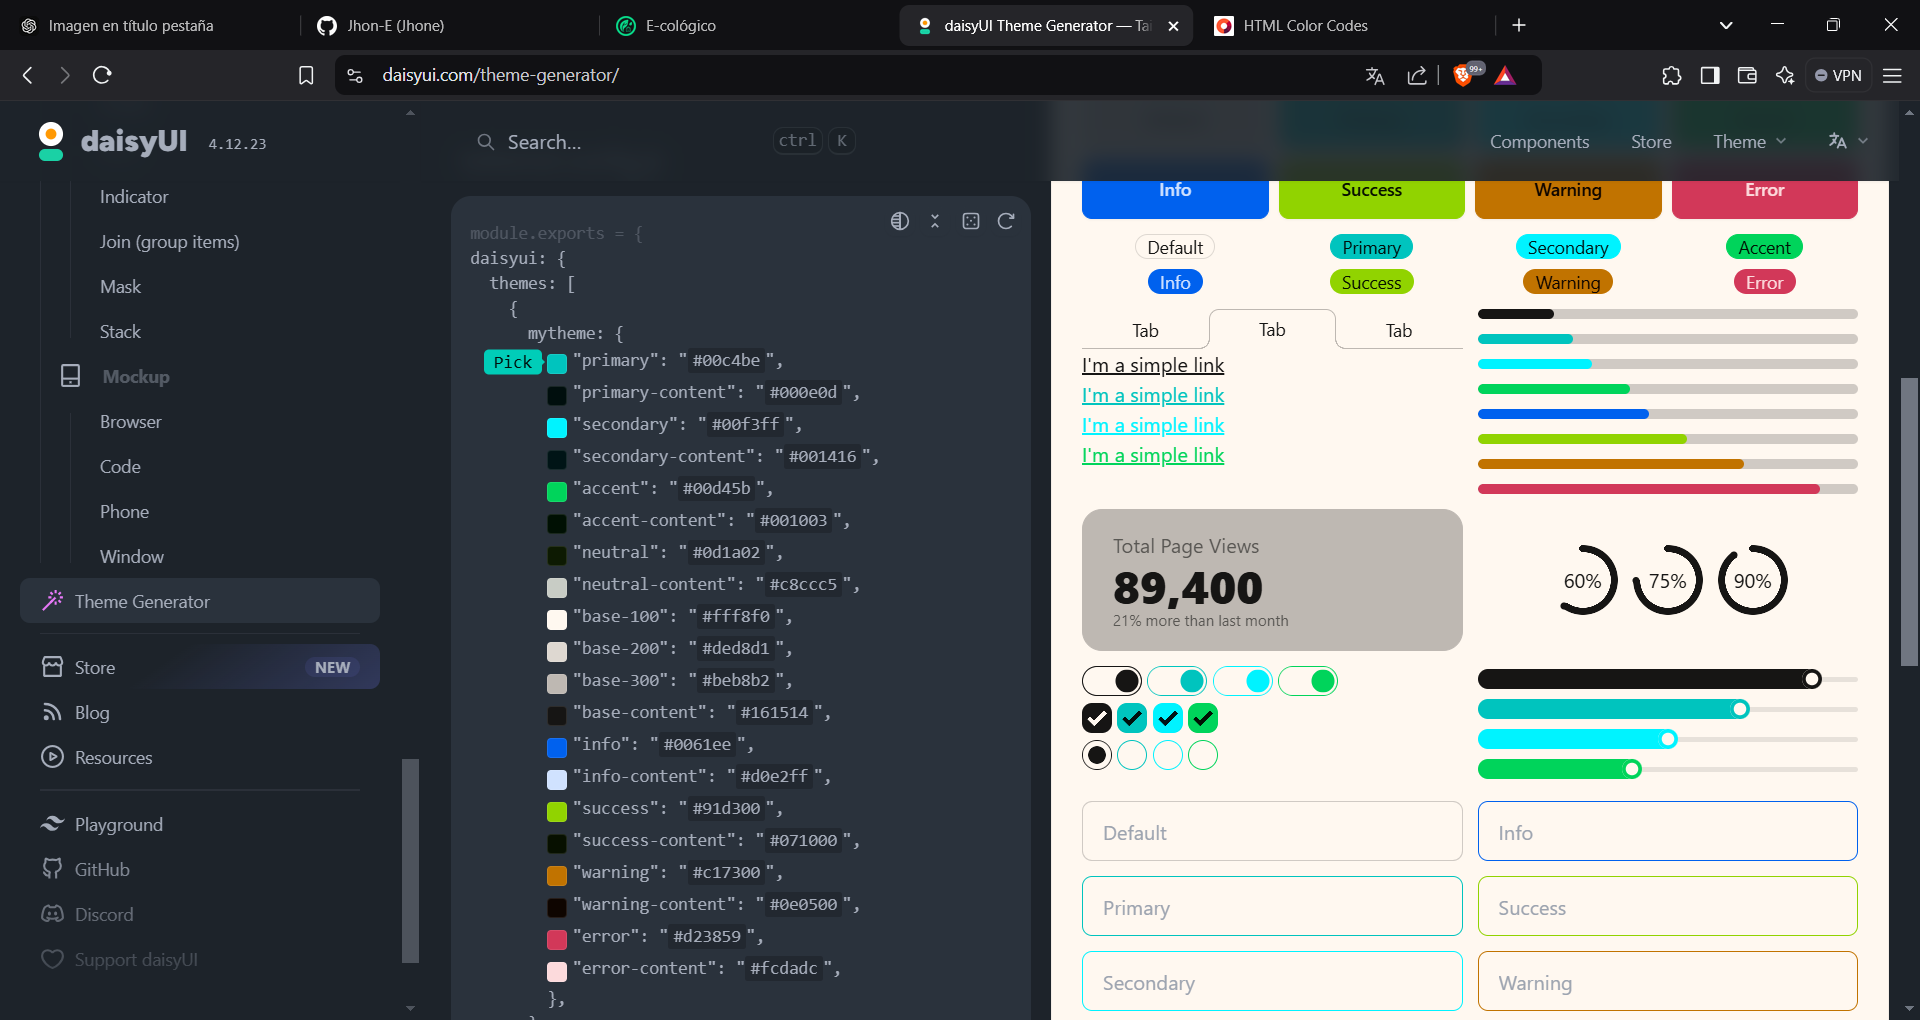 Imagen en título pestaña
Jhon-E (Jhone)
E-cológico
daisyUI Theme Generator — Tai
HTML Color Codes
daisyui.com/theme-generator/
99+
VPN
daisyUI 4.12.23
Search...
ctrl K
Components
Store
Theme
Indicator
Join (group items)
Mask
Stack
Mockup
Browser
Code
Phone
Window
Theme Generator
Store NEW
Blog
Resources
Playground
GitHub
Discord
Support daisyUI
module.exports = {
daisyui: {
themes: [
{
mytheme: {
Pick "primary": "#00c4be",
"primary-content": "#000e0d",
"secondary": "#00f3ff",
"secondary-content": "#001416",
"accent": "#00d45b",
"accent-content": "#001003",
"neutral": "#0d1a02",
"neutral-content": "#c8ccc5",
"base-100": "#fff8f0",
"base-200": "#ded8d1",
"base-300": "#beb8b2",
"base-content": "#161514",
"info": "#0061ee",
"info-content": "#d0e2ff",
"success": "#91d300",
"success-content": "#071000",
"warning": "#c17300",
"warning-content": "#0e0500",
"error": "#d23859",
"error-content": "#fcdadc",
},
Info Success Warning Error
Default Primary Secondary Accent
Info Success Warning Error
Tab Tab Tab
I'm a simple link
I'm a simple link
I'm a simple link
I'm a simple link
Total Page Views
89,400
21% more than last month
60% 75% 90%
Default Info
Primary Success
Secondary Warning